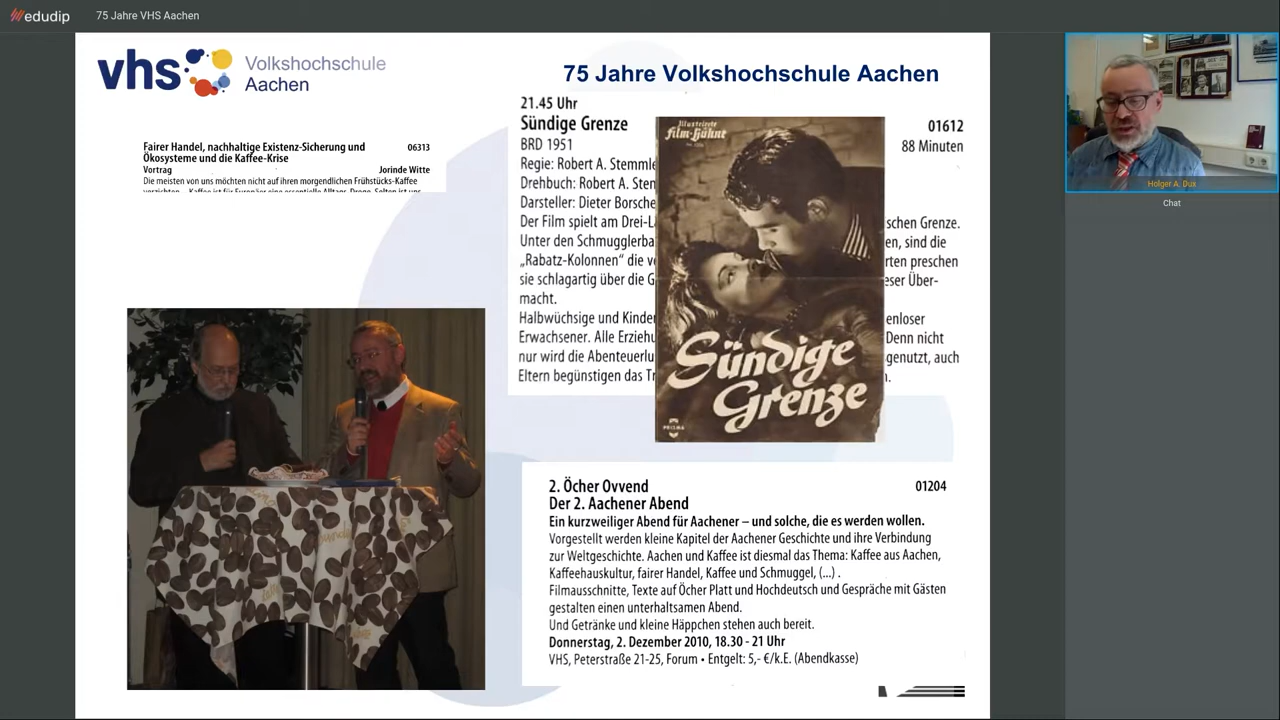 edudip
75 Jahre VHS Aachen
vhs
Volkshochschule
Aachen
75 Jahre Volkshochschule Aachen
Fairer Handel, nachhaltige Existenz-Sicherung und 06313
Ökosysteme und die Kaffee-Krise
Vortrag Jorinde Witte
Die meisten von uns möchten nicht auf ihren morgendlichen Frühstücks-Kaffee
21.45 Uhr
Sündige Grenze 01612
BRD 1951 88 Minuten
Regie: Robert A. Stemmle
Drehbuch: Robert A. Sten
Darsteller: Dieter Borsche
Der Film spielt am Drei-Lä schen Grenze.
Unter den Schmugglerba en, sind die
„Rabatz-Kolonnen“ die v rten preschen
sie schlagartig über die G eser Über-
macht.
Halbwüchsige und Kinder enloser
Erwachsener. Alle Erziehu Denn nicht
nur wird die Abenteuerlu genutzt, auch
Eltern begünstigen das Tr
Illustrierte
Film-Bühne
Sündige
Grenze
PRISMA
2. Öcher Ovvend 01204
Der 2. Aachener Abend
Ein kurzweiliger Abend für Aachener – und solche, die es werden wollen.
Vorgestellt werden kleine Kapitel der Aachener Geschichte und ihre Verbindung
zur Weltgeschichte. Aachen und Kaffee ist diesmal das Thema: Kaffee aus Aachen,
Kaffeehauskultur, fairer Handel, Kaffee und Schmuggel, (...) .
Filmausschnitte, Texte auf Öcher Platt und Hochdeutsch und Gespräche mit Gästen
gestalten einen unterhaltsamen Abend.
Und Getränke und kleine Häppchen stehen auch bereit.
Donnerstag, 2. Dezember 2010, 18.30 - 21 Uhr
VHS, Peterstraße 21-25, Forum • Entgelt: 5,- €/k.E. (Abendkasse)
Holger A. Dux
Chat